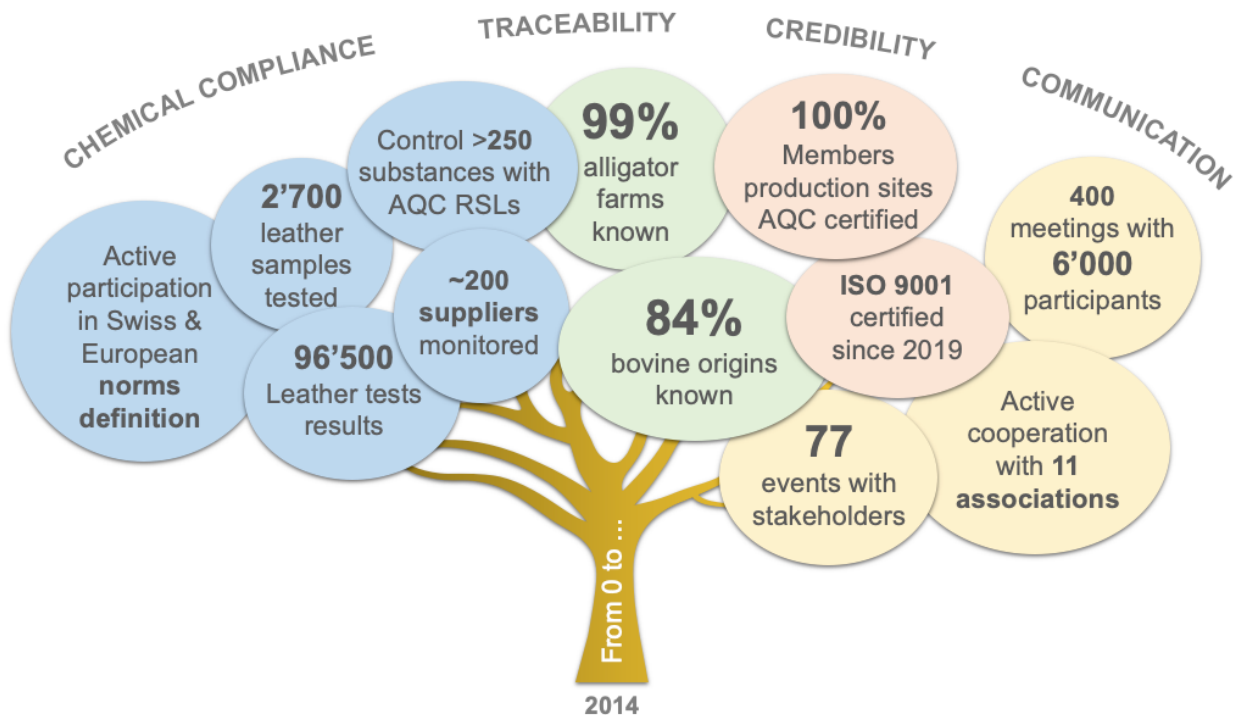 CHEMICAL COMPLIANCE
TRACEABILITY
CREDIBILITY
COMMUNICATION
Active
participation
in Swiss &
European
norms
definition
2’700
leather
samples
tested
96’500
Leather tests
results
Control >250
substances with
AQC RSLs
~200
suppliers
monitored
99%
alligator
farms
known
84%
bovine origins
known
100%
Members
production sites
AQC certified
ISO 9001
certified
since 2019
400
meetings with
6’000
participants
77
events with
stakeholders
Active
cooperation
with 11
associations
From 0 to ...
2014